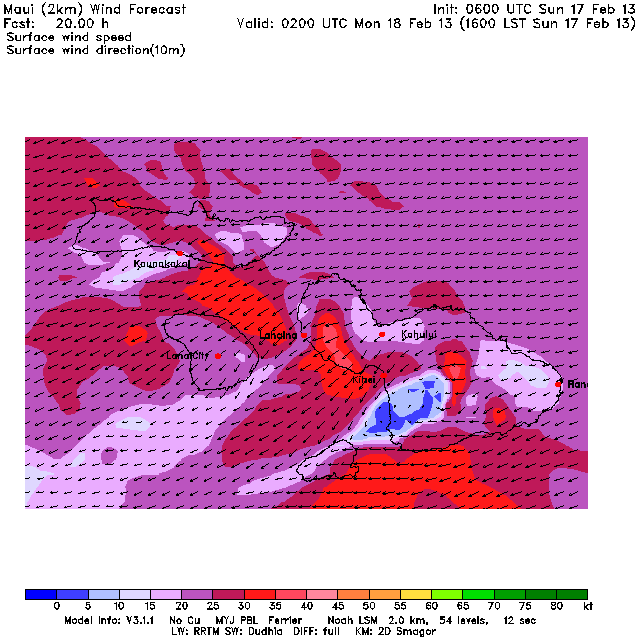 Maui (2km) Wind Forecast Init: 0600 UTC Sun 17 Feb 13
Fcst: 20.00 h Valid: 0200 UTC Mon 18 Feb 13 (1600 LST Sun 17 Feb 13)
Surface wind speed
Surface wind direction(10m)
Kaunakakai
Lahaina
Kahului
LanaiCity
Kihei
Hana
0 5 10 15 20 25 30 35 40 45 50 55 60 65 70 75 80 kt
Model Info: V3.1.1 No Cu MYJ PBL Ferrier Noah LSM 2.0 km, 54 levels, 12 sec
LW: RRTM SW: Dudhia DIFF: full KM: 2D Smagor